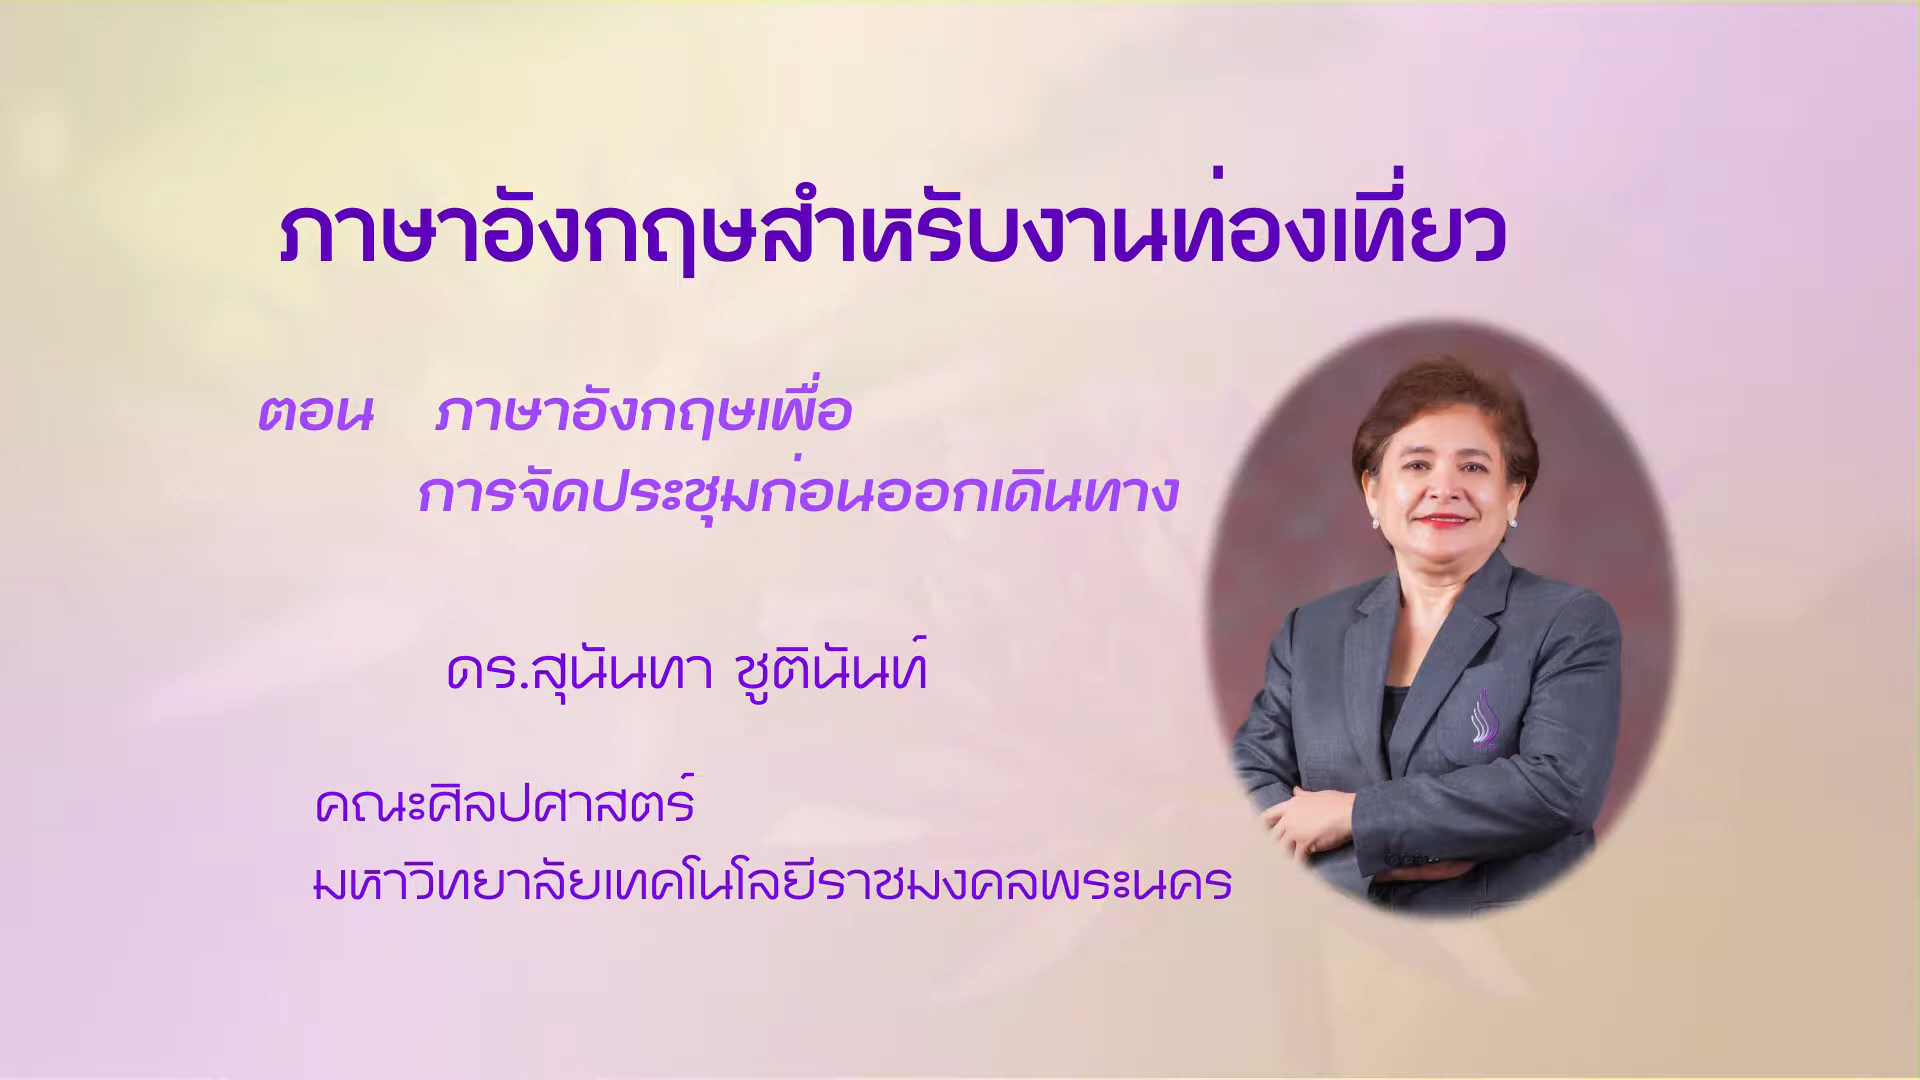 ภาษาอังกฤษสำหรับงานท่องเที่ยว
ตอน ภาษาอังกฤษเพื่อ
การจัดประชุมก่อนออกเดินทาง
ดร.สุนันทา ชูตินันท์
คณะศิลปศาสตร์
มหาวิทยาลัยเทคโนโลยีราชมงคลพระนคร